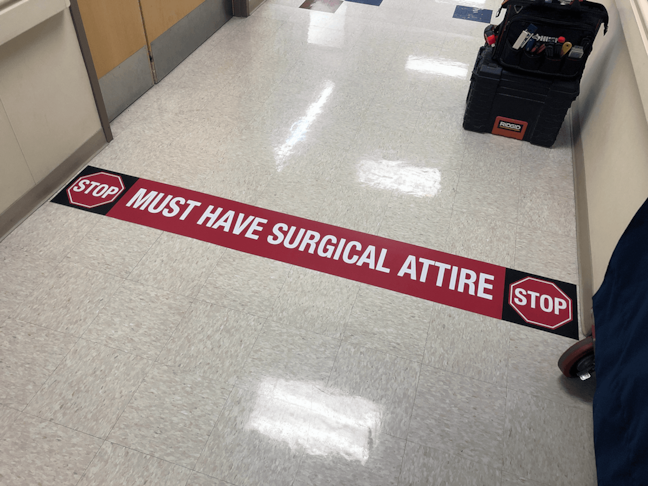 STOP MUST HAVE SURGICAL ATTIRE STOP
RIDGID